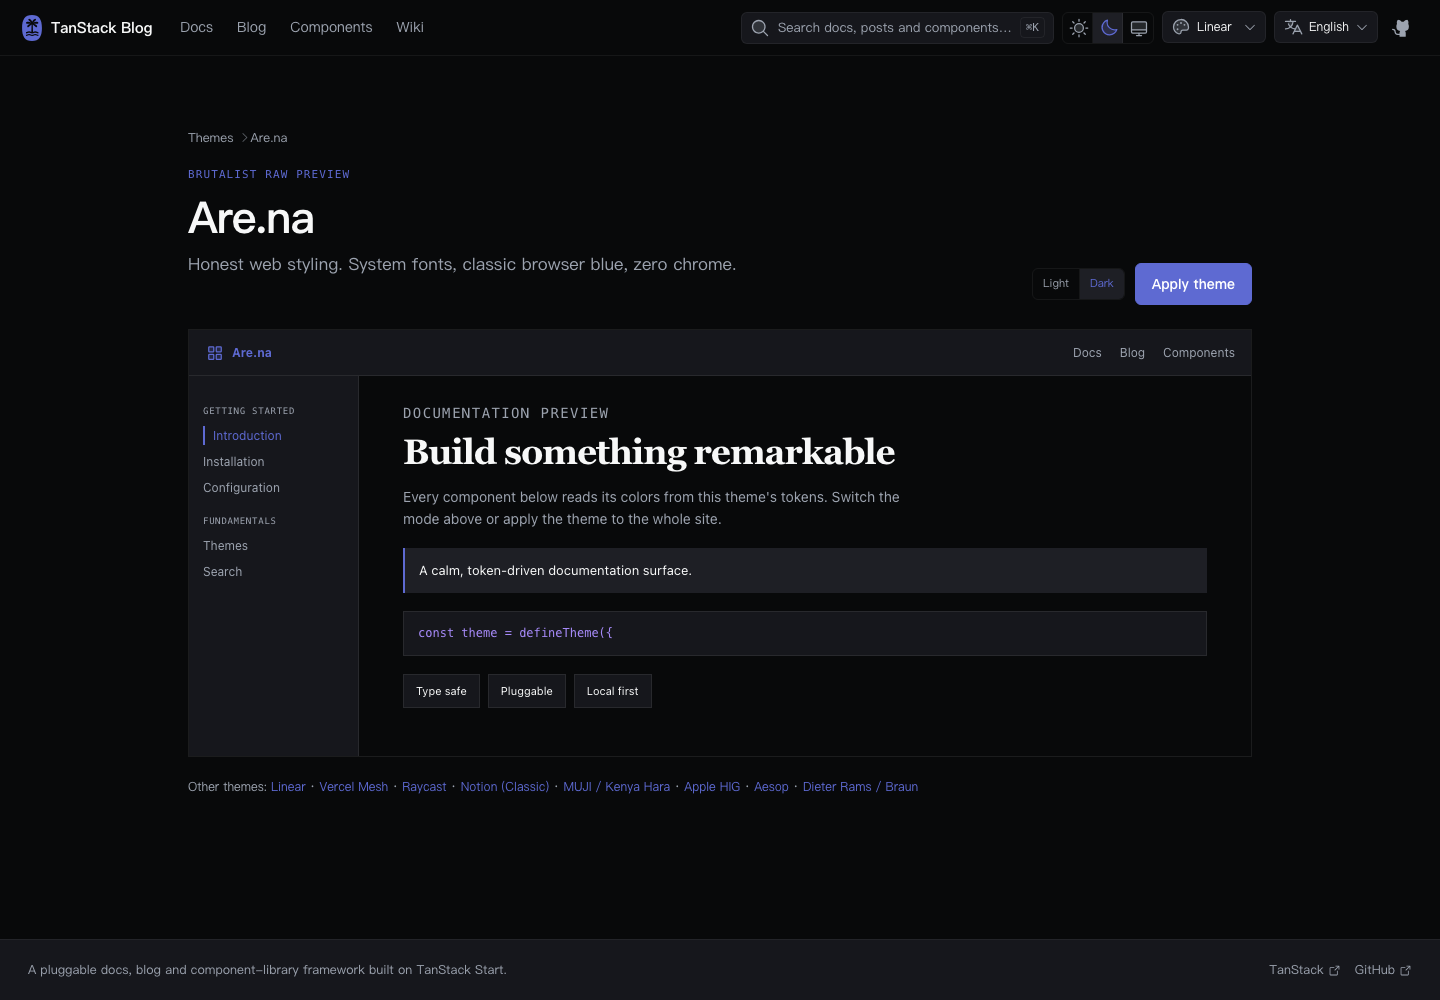 TanStack Blog
Docs
Blog
Components
Wiki
Search docs, posts and components...
⌘K
Linear
English
Themes
Are.na
BRUTALIST RAW PREVIEW
Are.na
Honest web styling. System fonts, classic browser blue, zero chrome.
Light
Dark
Apply theme
Are.na
Docs
Blog
Components
GETTING STARTED
Introduction
Installation
Configuration
FUNDAMENTALS
Themes
Search
DOCUMENTATION PREVIEW
Build something remarkable
Every component below reads its colors from this theme's tokens. Switch the
mode above or apply the theme to the whole site.
A calm, token-driven documentation surface.
const theme = defineTheme({
Type safe
Pluggable
Local first
Other themes: Linear · Vercel Mesh · Raycast · Notion (Classic) · MUJI / Kenya Hara · Apple HIG · Aesop · Dieter Rams / Braun
A pluggable docs, blog and component-library framework built on TanStack Start.
TanStack
GitHub